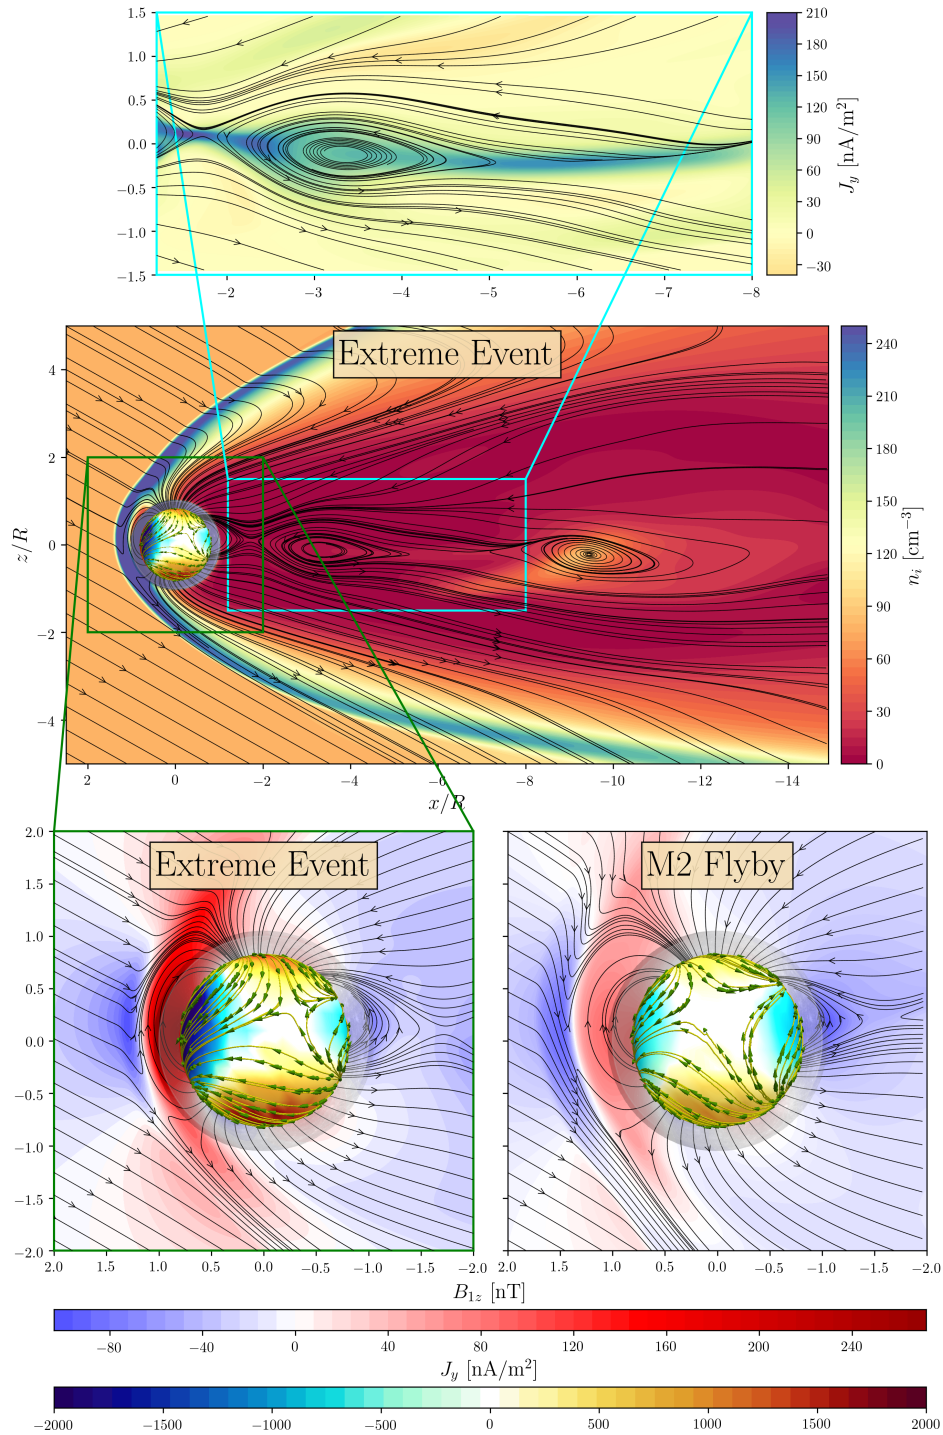 1.5
1.0
0.5
0.0
−0.5
−1.0
−1.5
−2 −3 −4 −5 −6 −7 −8
210
180
150
120
90
60
30
0
−30
J_y [nA/m²]
Extreme Event
4
2
0
−2
−4
z/R
2 0 −2 −4 −6 −8 −10 −12 −14
x/R
240
210
180
150
120
90
60
30
0
n_i [cm⁻³]
Extreme Event
2.0
1.5
1.0
0.5
0.0
−0.5
−1.0
−1.5
−2.0
2.0 1.5 1.0 0.5 0.0 −0.5 −1.0 −1.5 −2.0
M2 Flyby
2.0 1.5 1.0 0.5 0.0 −0.5 −1.0 −1.5 −2.0
B_{1z} [nT]
−80 −40 0 40 80 120 160 200 240
J_y [nA/m²]
−2000 −1500 −1000 −500 0 500 1000 1500 2000